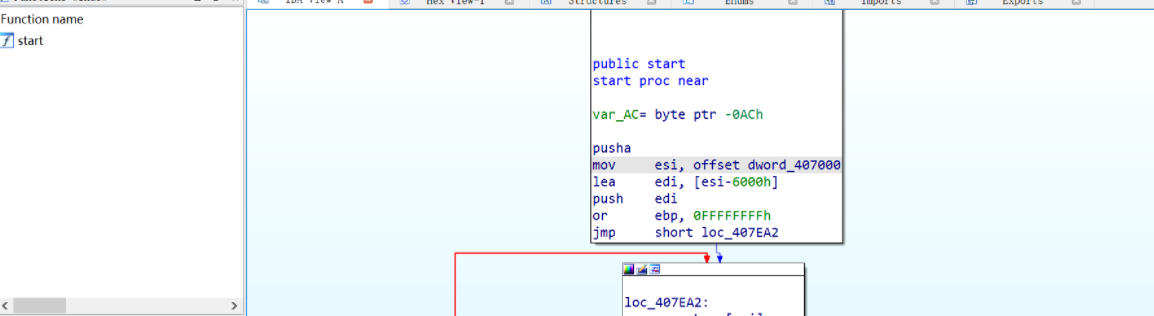 IDA View-A
Hex View-1
Structures
Enums
Imports
Exports
Function name
start
public start
start proc near
var_AC= byte ptr -0ACh
pusha
mov esi, offset dword_407000
lea edi, [esi-6000h]
push edi
or ebp, 0FFFFFFFFh
jmp short loc_407EA2
loc_407EA2: